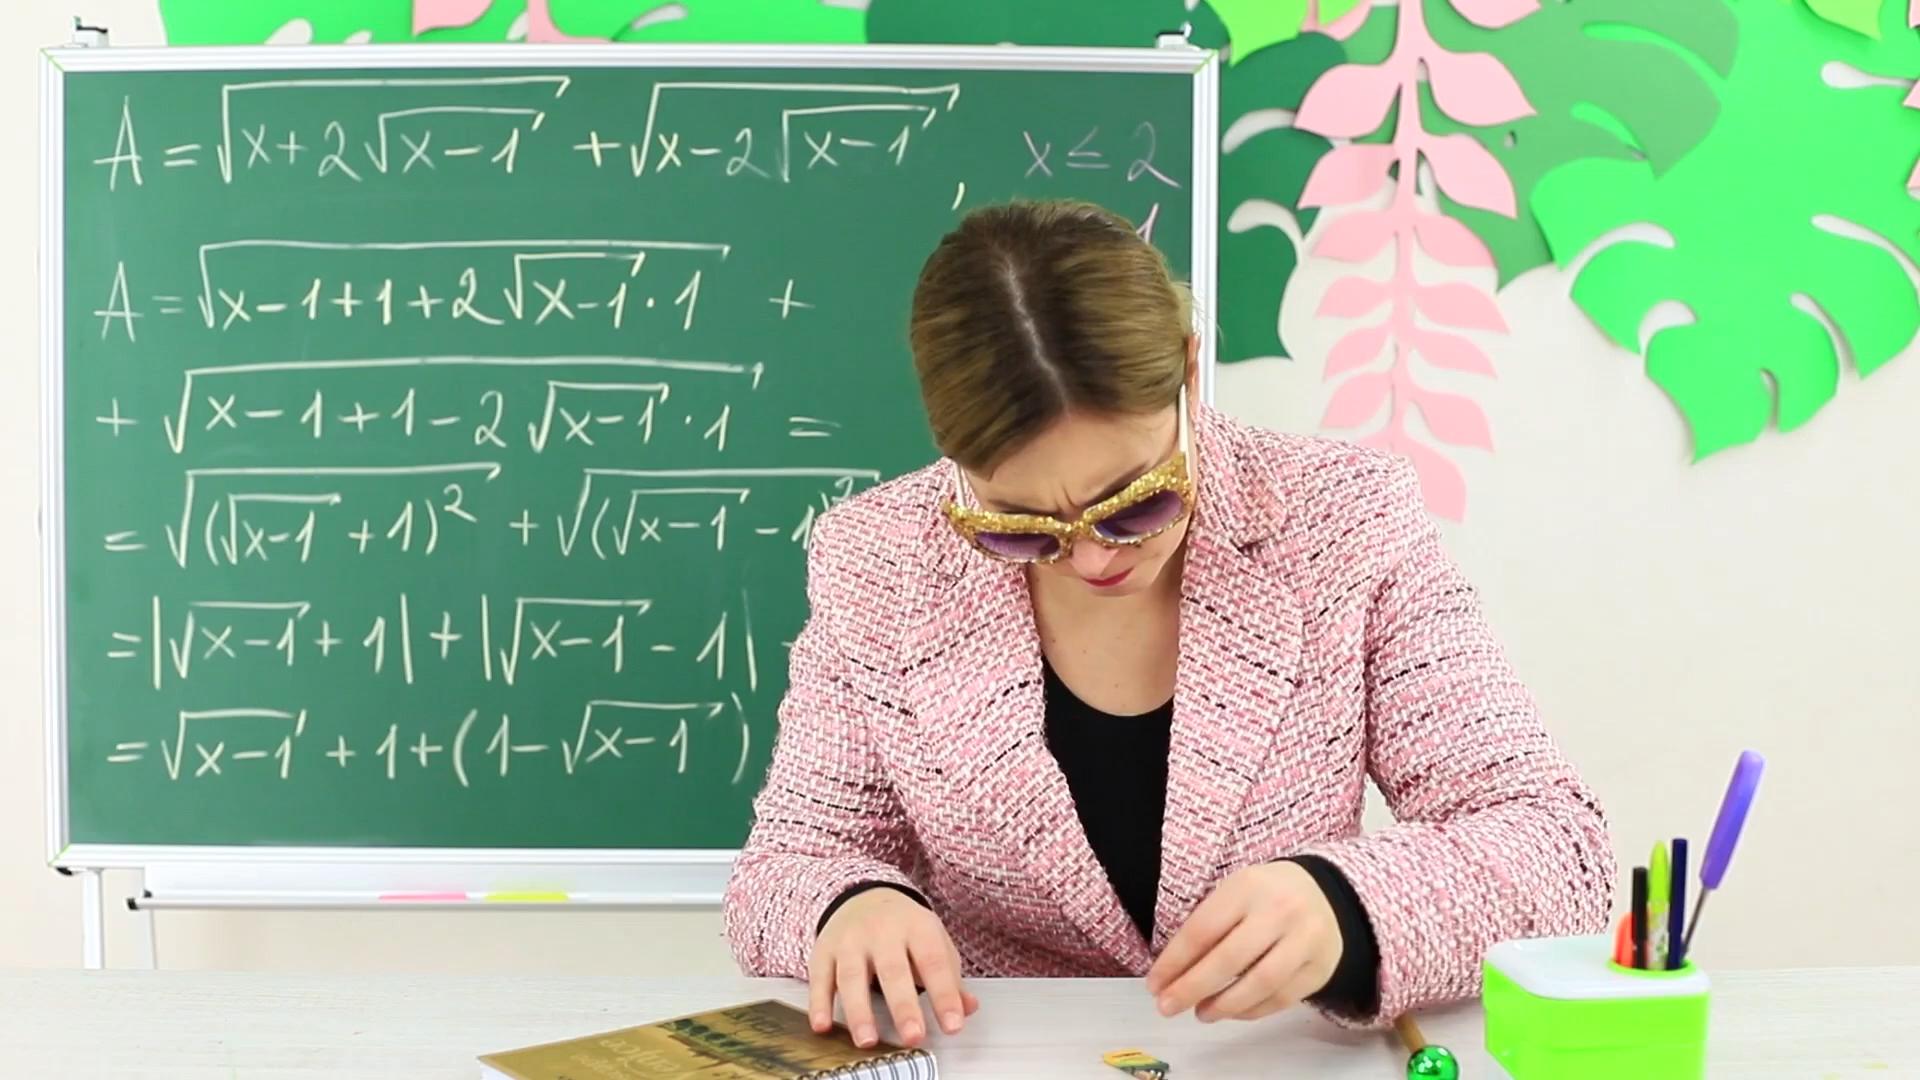 A = √(x+2√(x-1)) + √(x-2√(x-1)), x ≤ 2
1
A = √(x-1+1+2√(x-1)·1) +
+ √(x-1+1-2√(x-1)·1) =
= √((√(x-1)+1)²) + √((√(x-1)-1)²
= |√(x-1)+1| + |√(x-1)-1|
= √(x-1)+1+(1-√(x-1))